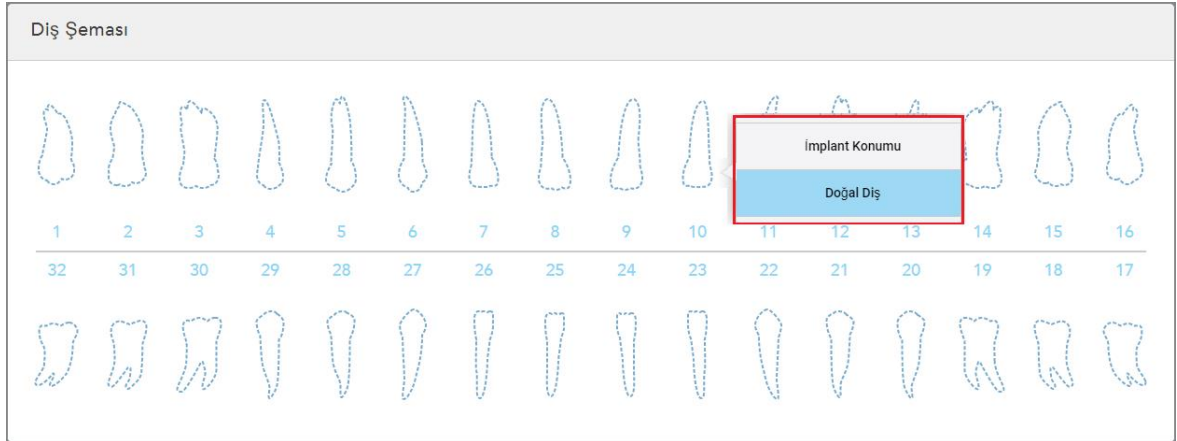 Diş Şeması
İmplant Konumu
Doğal Diş
1 2 3 4 5 6 7 8 9 10 11 12 13 14 15 16
32 31 30 29 28 27 26 25 24 23 22 21 20 19 18 17